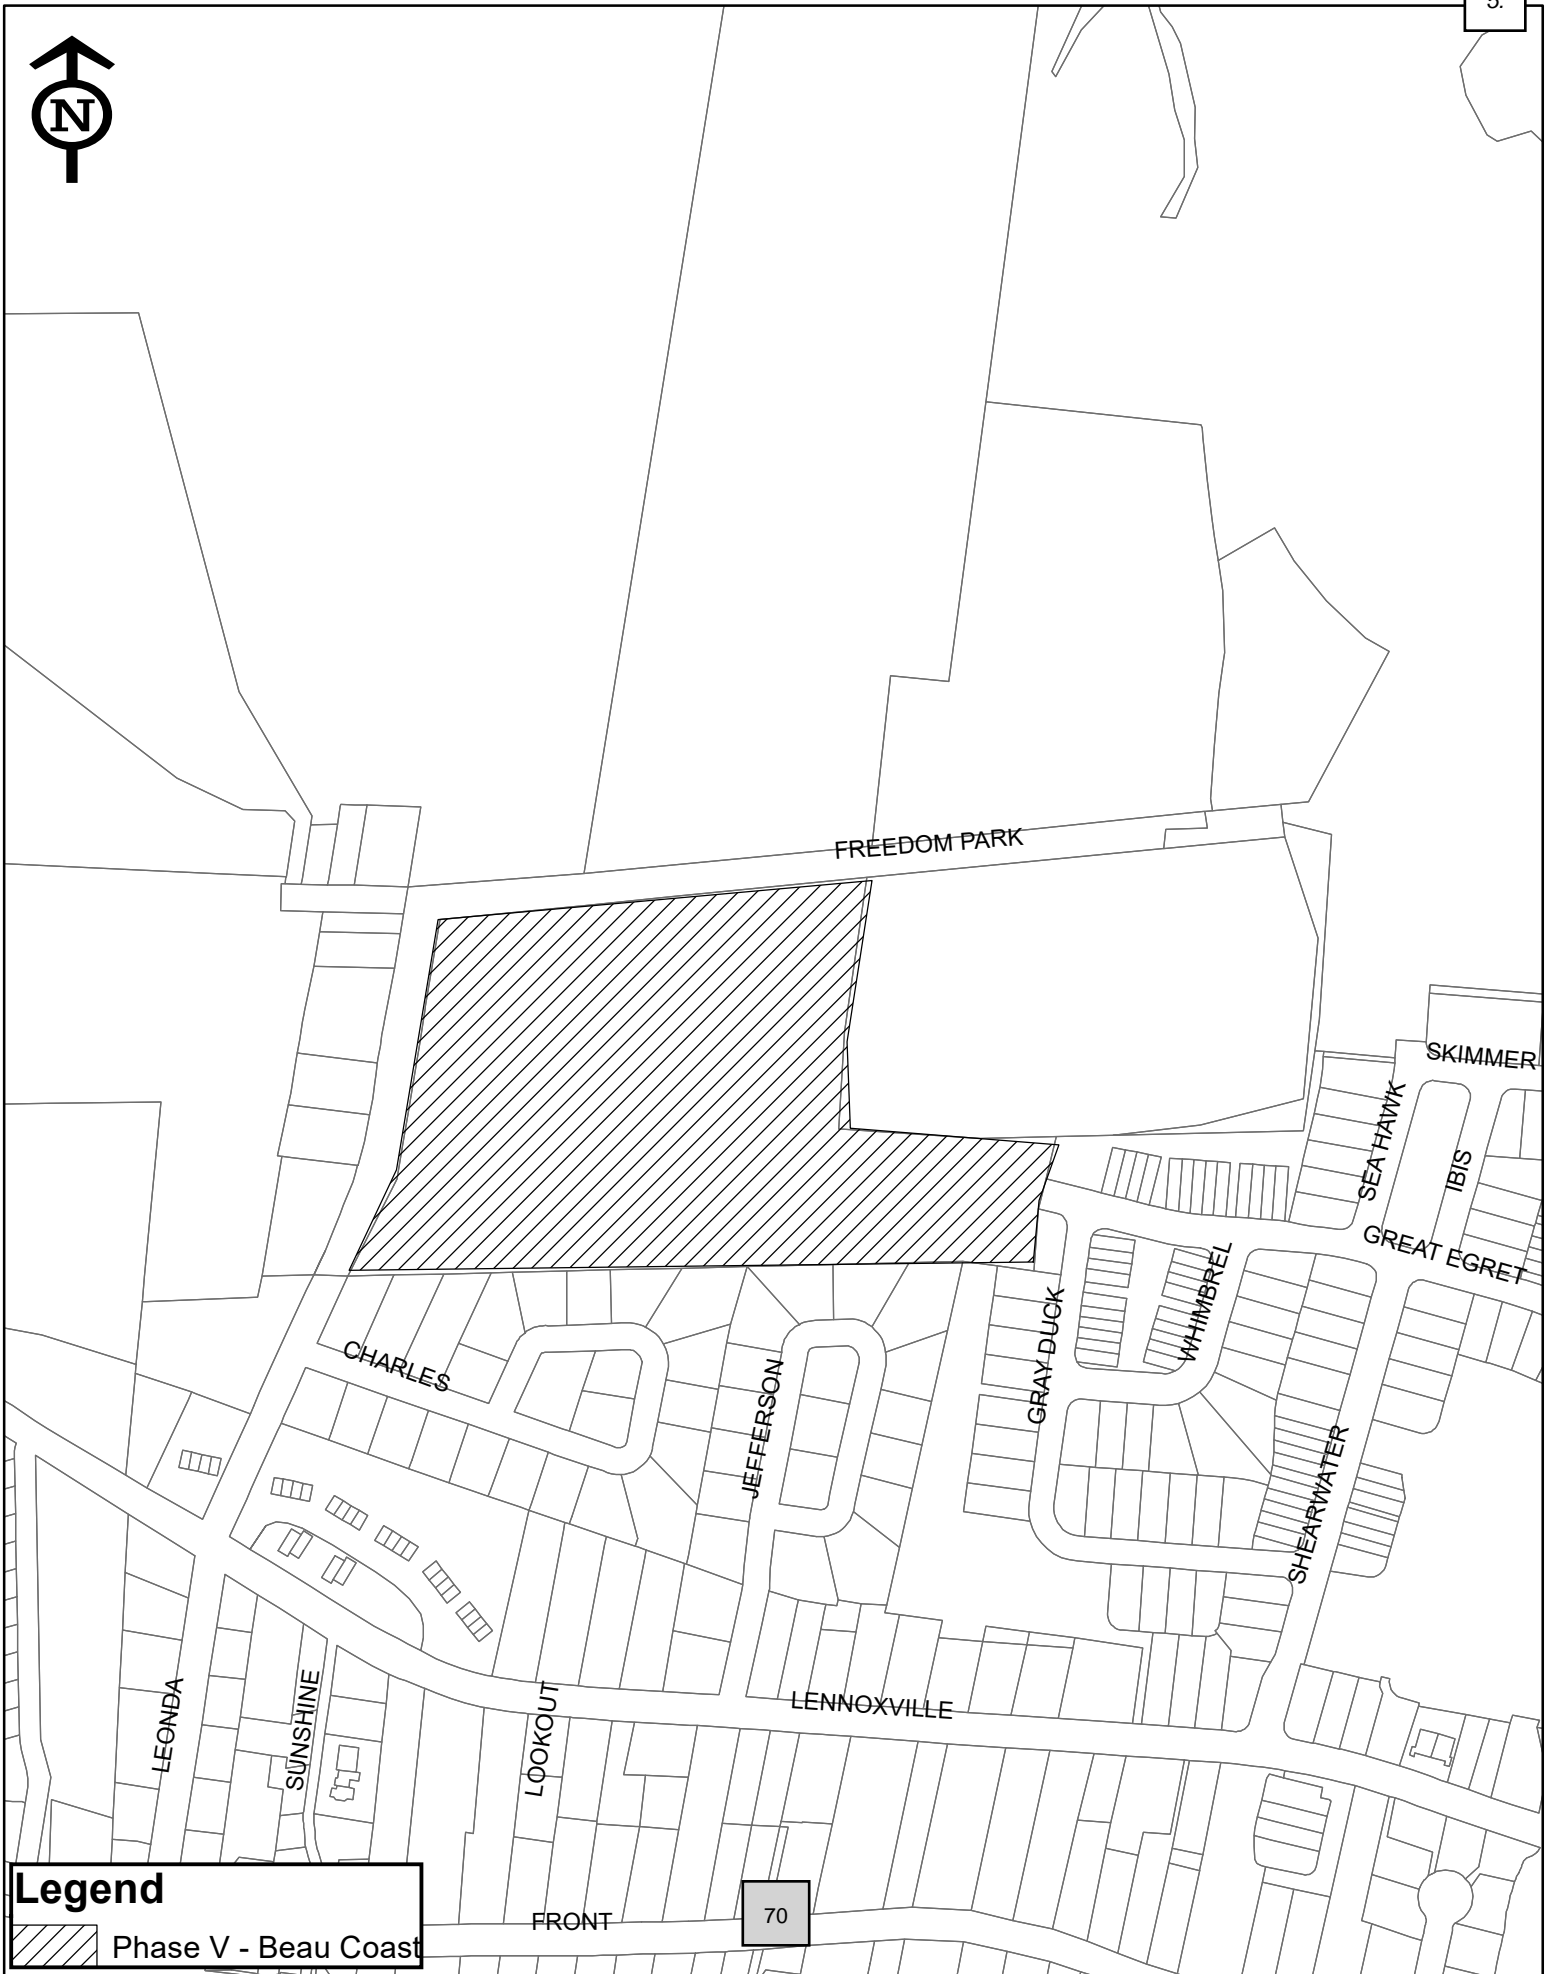 5.
N
FREEDOM PARK
SKIMMER
SEA HAWK
IBIS
GREAT EGRET
WHIMBREL
GRAY DUCK
CHARLES
JEFFERSON
SHEARWATER
LEONDA
SUNSHINE
LOOKOUT
LENNOXVILLE
Legend
Phase V - Beau Coast
FRONT
70